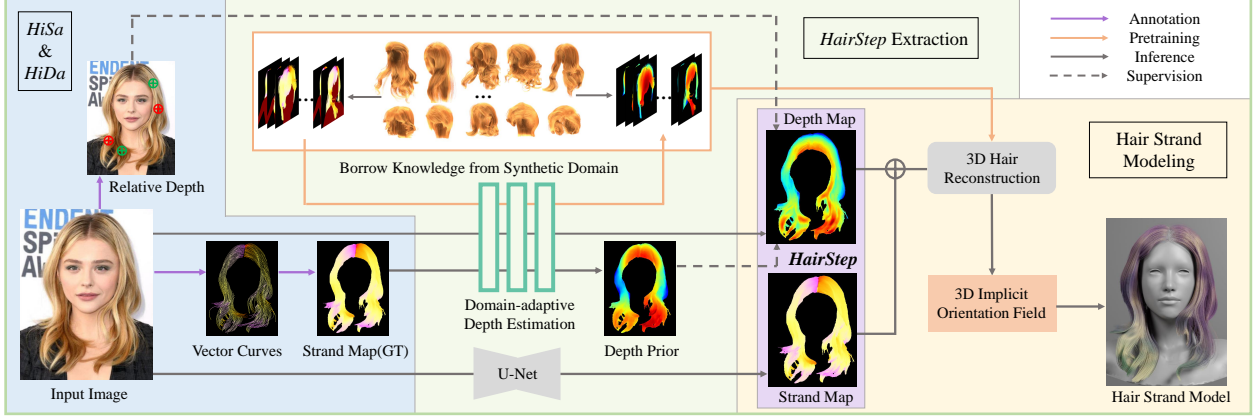 HiSa
&
HiDa
ENDENT
Relative Depth
ENDENT
Input Image
Vector Curves
Strand Map(GT)
Borrow Knowledge from Synthetic Domain
...
...
...
Domain-adaptive
Depth Estimation
Depth Prior
U-Net
HairStep Extraction
Depth Map
HairStep
Strand Map
Annotation
Pretraining
Inference
Supervision
Hair Strand
Modeling
3D Hair
Reconstruction
3D Implicit
Orientation Field
Hair Strand Model